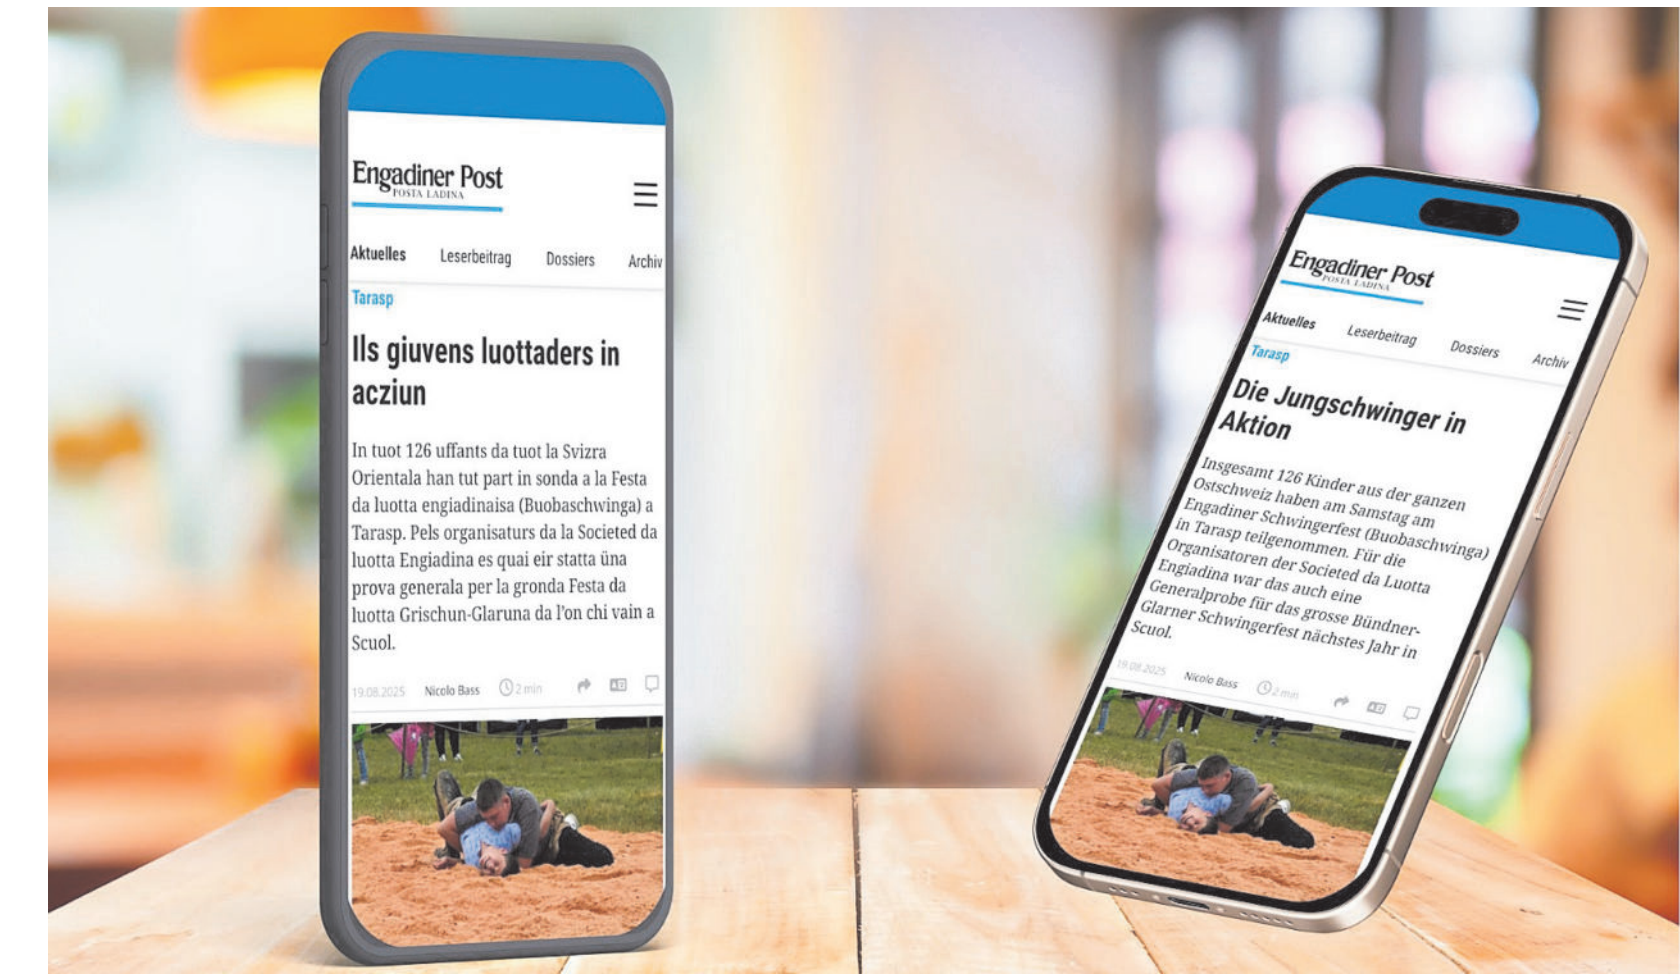 Engadiner Post
POSTA LADINA
Aktuelles Leserbeitrag Dossiers Archiv
Tarasp
Ils giuvens luottaders in
acziun
In tuot 126 uffants da tuot la Svizra
Orientala han tut part in sonda a la Festa
da luotta engiadinaisa (Buobaschwinga) a
Tarasp. Pels organisaturs da la Societed da
luotta Engiadina es quai eir statta üna
prova generala per la gronda Festa da
luotta Grischun-Glaruna da l'on chi vain a
Scuol.
19.08.2025 Nicolo Bass 2 min
Engadiner Post
POSTA LADINA
Aktuelles Leserbeitrag Dossiers Archiv
Tarasp
Die Jungschwinger in
Aktion
Insgesamt 126 Kinder aus der ganzen
Ostschweiz haben am Samstag am
Engadiner Schwingerfest (Buobaschwinga)
in Tarasp teilgenommen. Für die
Organisatoren der Societed da Luotta
Engiadina war das auch eine
Generalprobe für das grosse Bündner-
Glarner Schwingerfest nächstes Jahr in
Scuol.
19.08.2025 Nicolo Bass 2 min